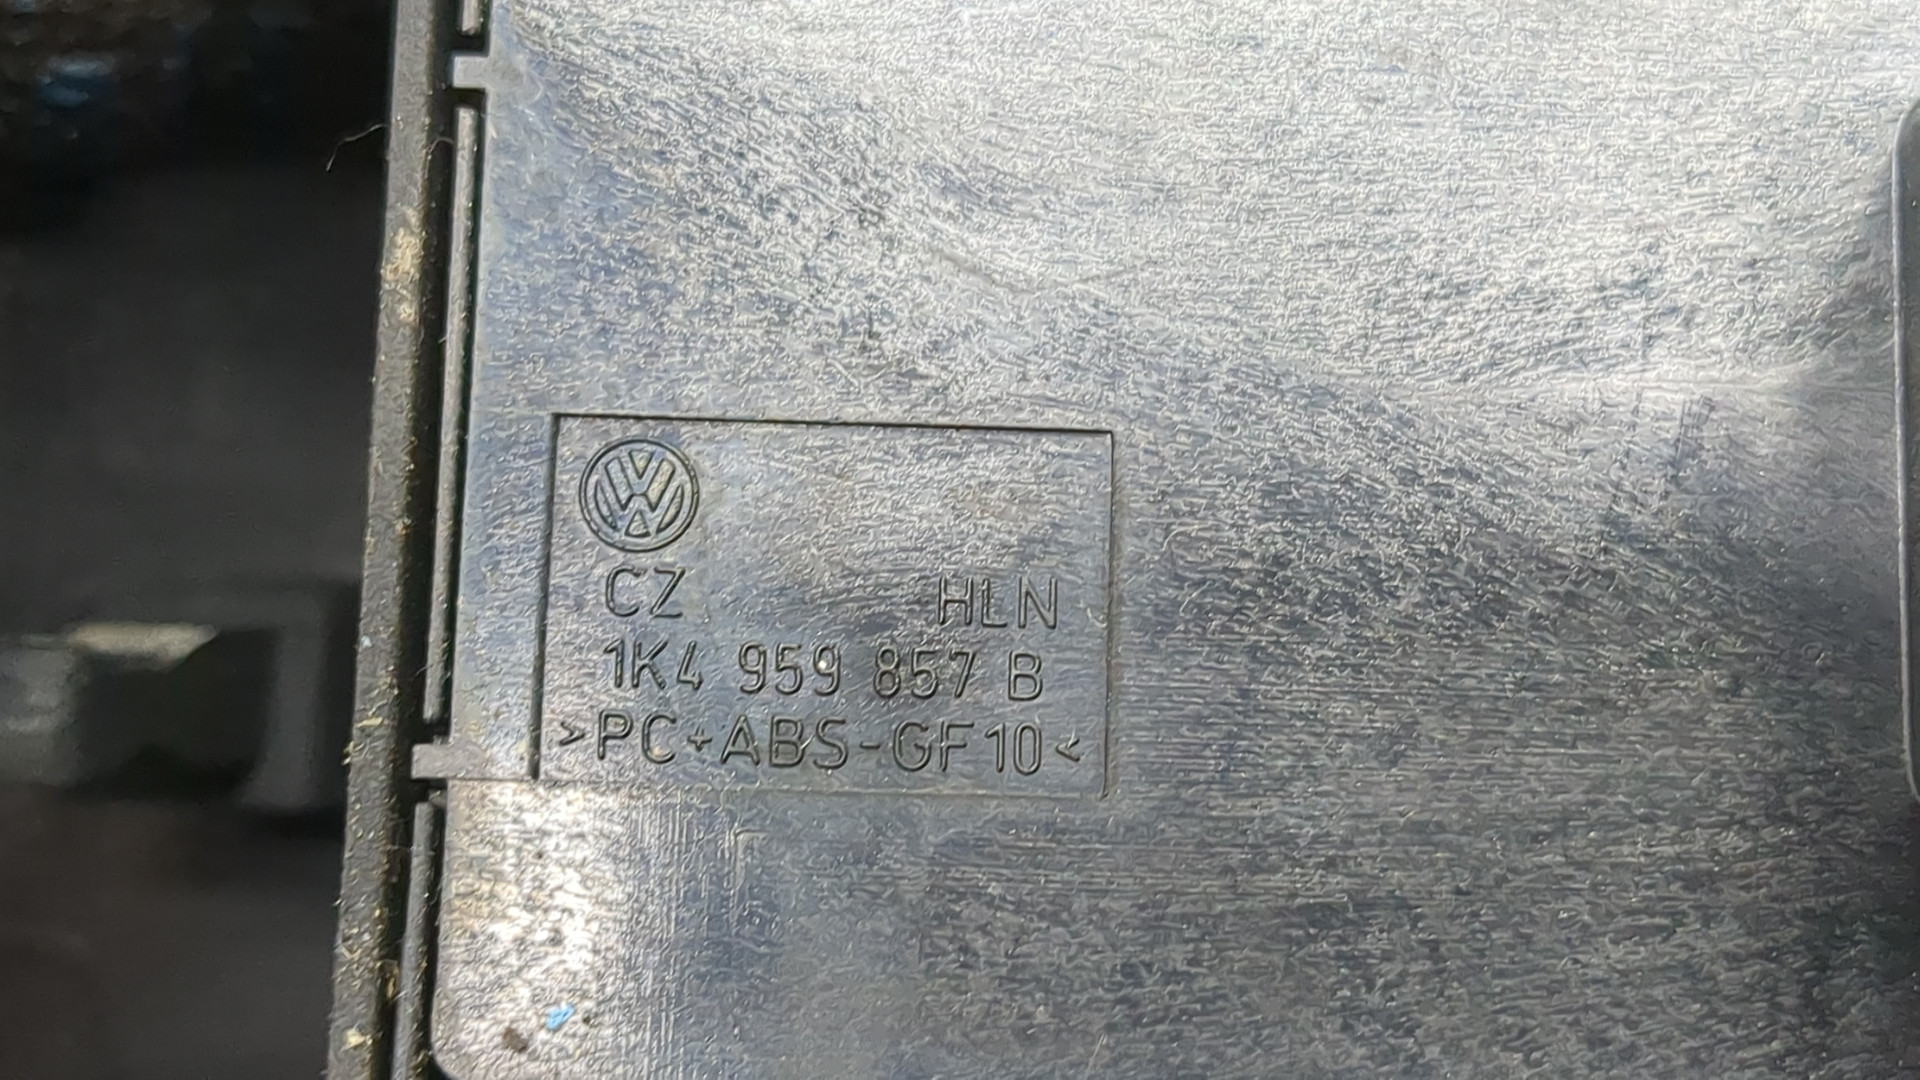 CZ HLN
1K4 959 857 B
>PC+ABS-GF10<